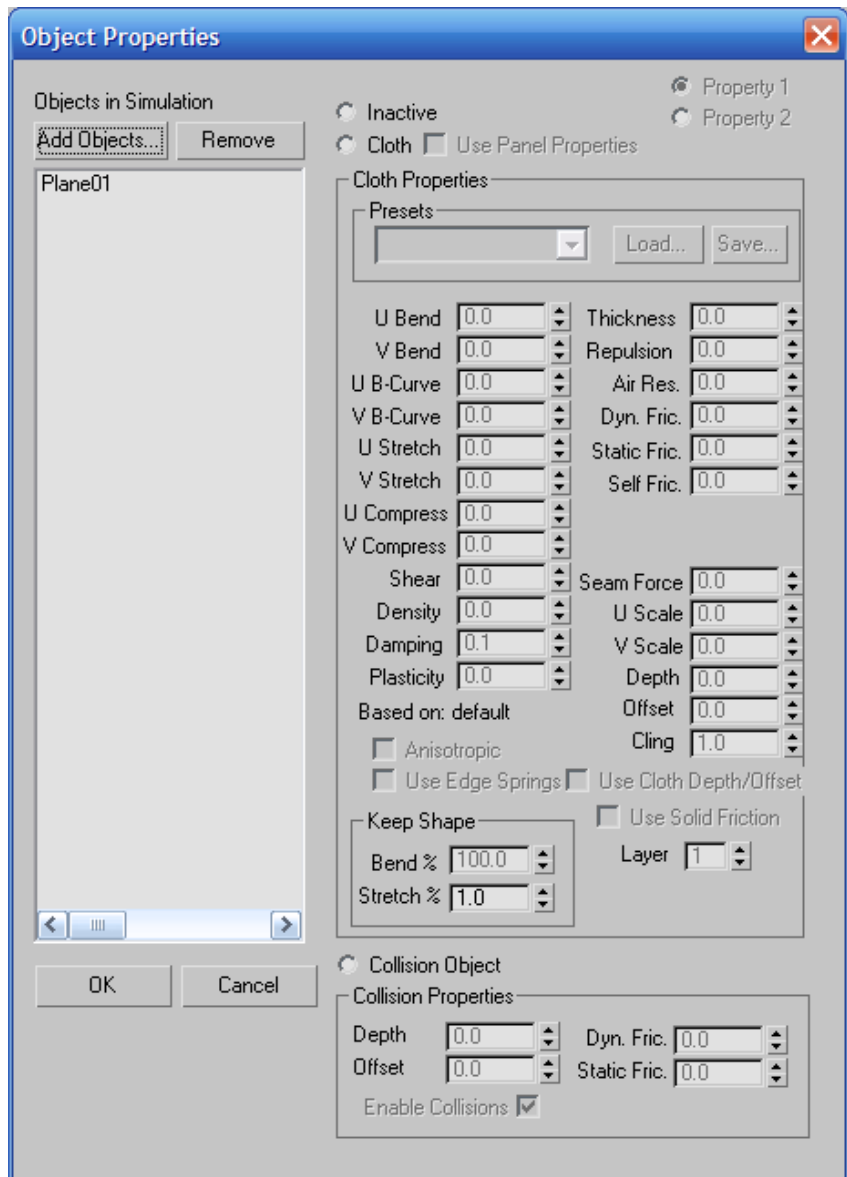 Object Properties
Objects in Simulation
Add Objects... Remove
Plane01
OK Cancel
Property 1
Inactive
Property 2
Cloth Use Panel Properties
Cloth Properties
Presets
Load... Save...
U Bend 0.0 Thickness 0.0
V Bend 0.0 Repulsion 0.0
U B-Curve 0.0 Air Res. 0.0
V B-Curve 0.0 Dyn. Fric. 0.0
U Stretch 0.0 Static Fric. 0.0
V Stretch 0.0 Self Fric. 0.0
U Compress 0.0
V Compress 0.0
Shear 0.0 Seam Force 0.0
Density 0.0 U Scale 0.0
Damping 0.1 V Scale 0.0
Plasticity 0.0 Depth 0.0
Based on: default Offset 0.0
Anisotropic Cling 1.0
Use Edge Springs Use Cloth Depth/Offset
Keep Shape Use Solid Friction
Bend % 100.0 Layer 1
Stretch % 1.0
Collision Object
Collision Properties
Depth 0.0 Dyn. Fric. 0.0
Offset 0.0 Static Fric. 0.0
Enable Collisions